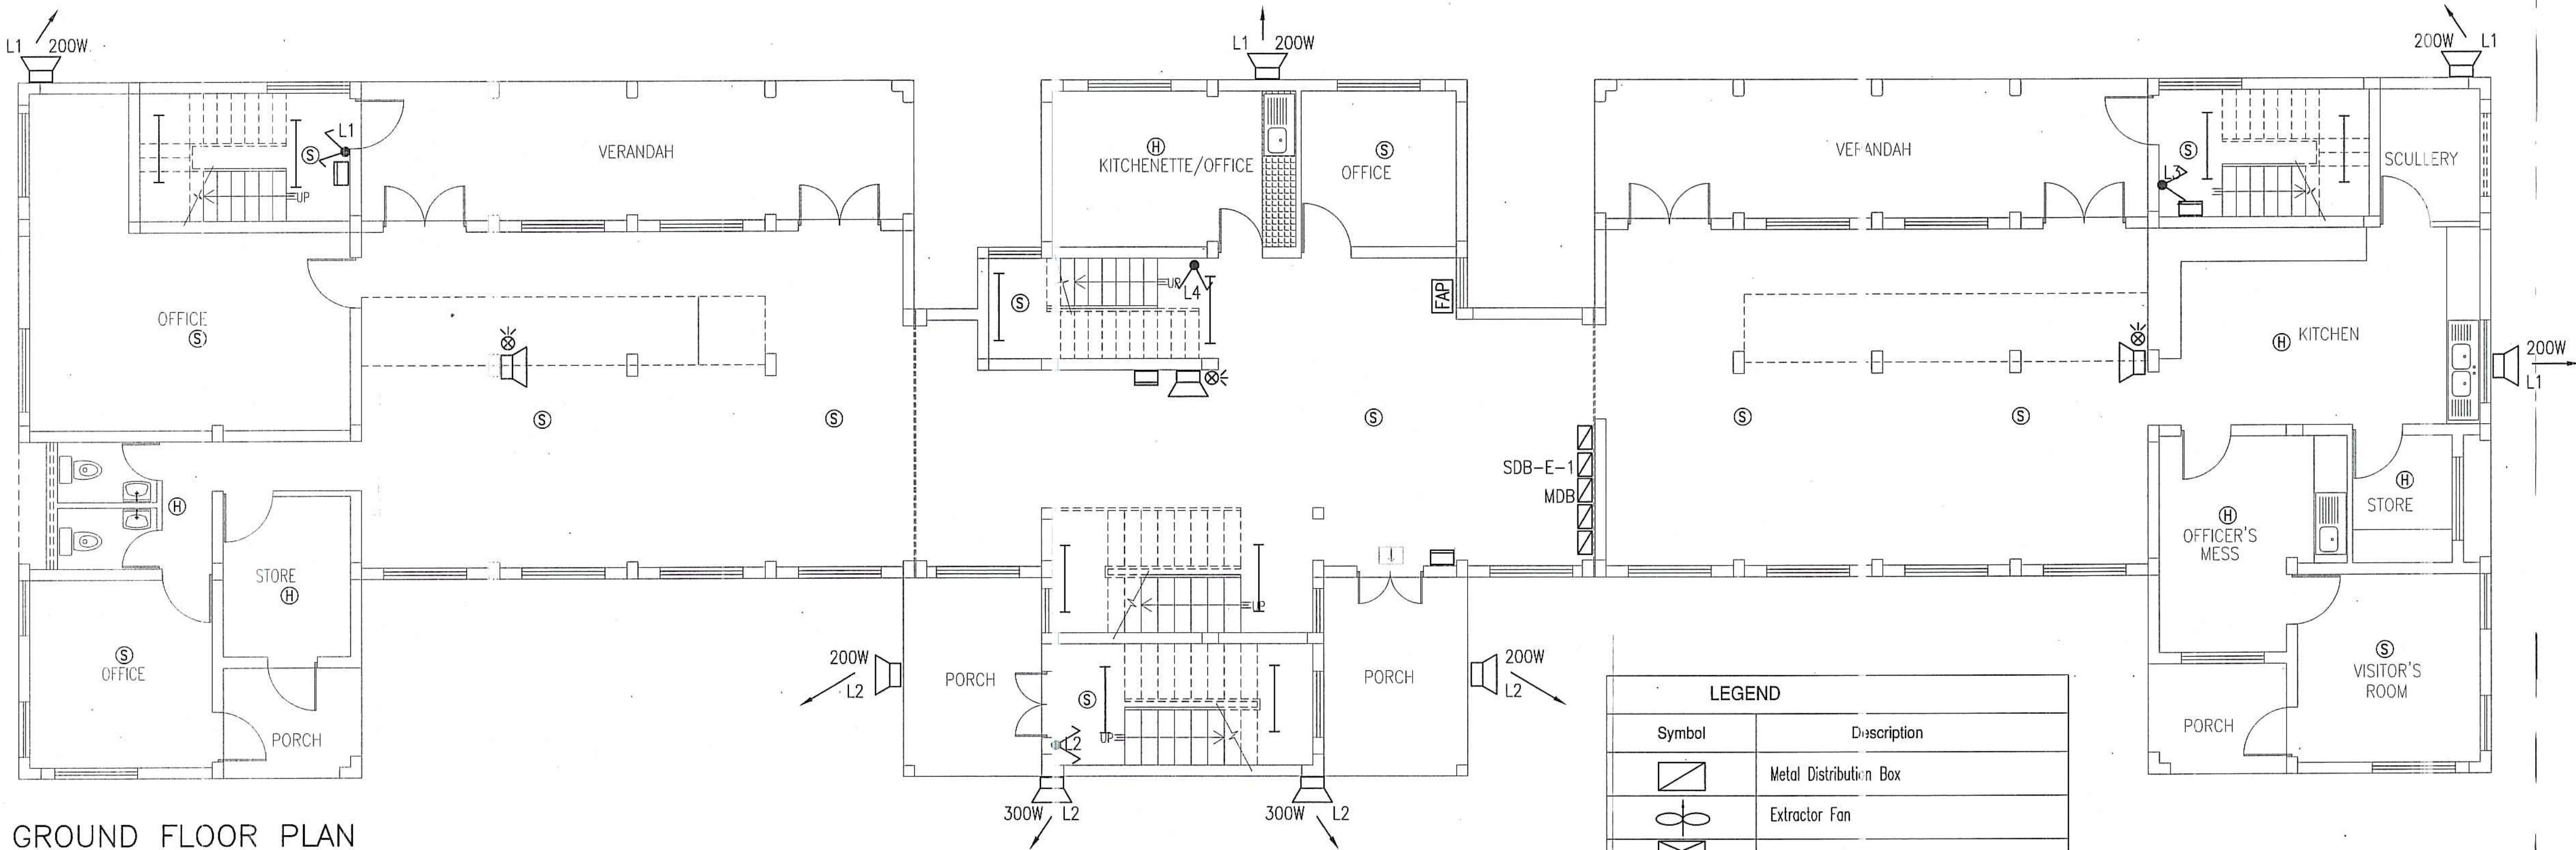 L1 200W
L1 200W
200W L1
L1
VERANDAH
H
KITCHENETTE/OFFICE
S
OFFICE
VERANDAH
S
L3
SCULLERY
S
UP
S
UP
L4
FAP
OFFICE
S
H KITCHEN
200W
L1
S
S
S
S
S
SDB-E-1
MDB
H
H
STORE
H
OFFICER'S
MESS
STORE
H
UP
S
OFFICE
200W
L2
PORCH
S
UP
L2
PORCH
200W
L2
S
VISITOR'S
ROOM
PORCH
PORCH
300W L2
300W L2
LEGEND
Symbol Description
Metal Distribution Box
Extractor Fan
GROUND FLOOR PLAN